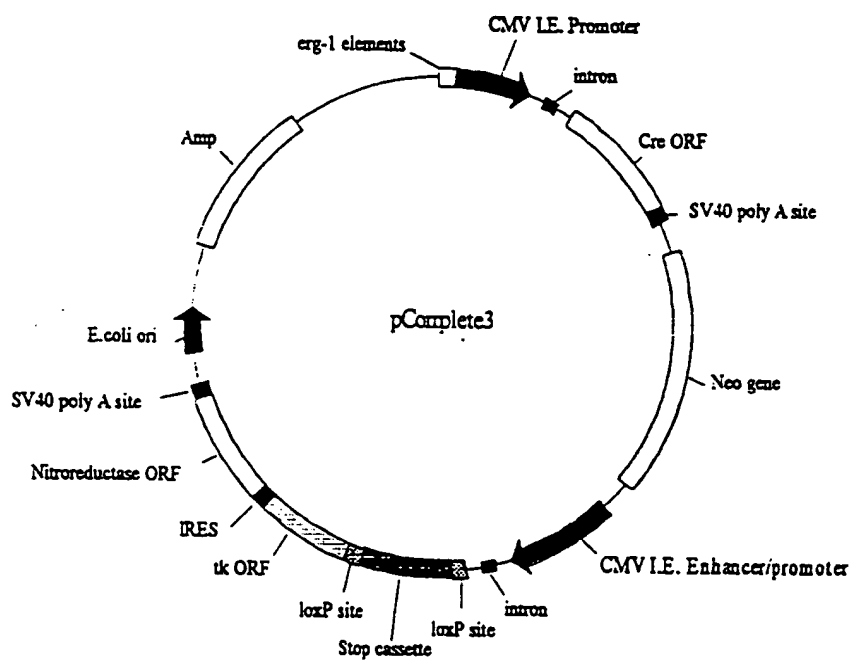 CMV I.E. Promoter
erg-1 elements
intron
Amp
Cre ORF
SV40 poly A site
pComplete3
E.coli ori
Neo gene
SV40 poly A site
Nitroreductase ORF
IRES
tk ORF
CMV I.E. Enhancer/promoter
loxP site
intron
loxP site
Stop cassette